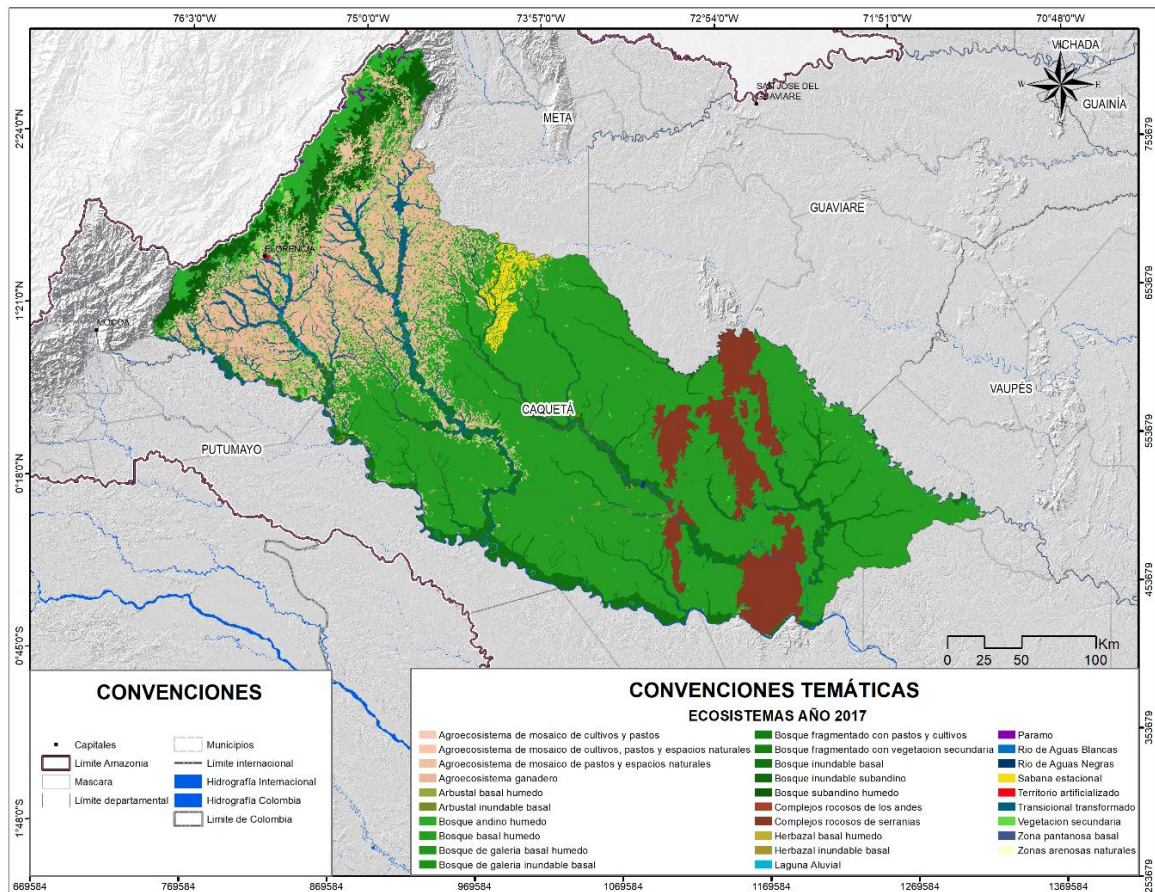 76°3'0"W 75°0'0"W 73°57'0"W 72°54'0"W 71°51'0"W 70°48'0"W
VICHADA
W E
GUAINÍA
SAN JOSE DEL
GUAVIARE
META
2°24'0"N
753679
GUAVIARE
FLORENCIA
653679
1°21'0"N
MOCOA
VAUPÉS
CAQUETÁ
553679
PUTUMAYO
0°18'0"N
453679
0°45'0"S
Km
0 25 50 100
CONVENCIONES
Capitales
Límite Amazonia
Mascara
Límite departamental
Municipios
Límite internacional
Hidrografía Internacional
Hidrografía Colombia
Limite de Colombia
CONVENCIONES TEMÁTICAS
ECOSISTEMAS AÑO 2017
Agroecosistema de mosaico de cultivos y pastos
Agroecosistema de mosaico de cultivos, pastos y espacios naturales
Agroecosistema de mosaico de pastos y espacios naturales
Agroecosistema ganadero
Arbustal basal humedo
Arbustal inundable basal
Bosque andino humedo
Bosque basal humedo
Bosque de galeria basal humedo
Bosque de galeria inundable basal
Bosque fragmentado con pastos y cultivos
Bosque fragmentado con vegetacion secundaria
Bosque inundable basal
Bosque inundable subandino
Bosque subandino humedo
Complejos rocosos de los andes
Complejos rocosos de serranias
Herbazal basal humedo
Herbazal inundable basal
Laguna Aluvial
Paramo
Rio de Aguas Blancas
Rio de Aguas Negras
Sabana estacional
Territorio artificializado
Transicional transformado
Vegetacion secundaria
Zona pantanosa basal
Zonas arenosas naturales
353679
1°48'0"S
253679
669584 769584 869584 969584 1069584 1169584 1269584 1369584